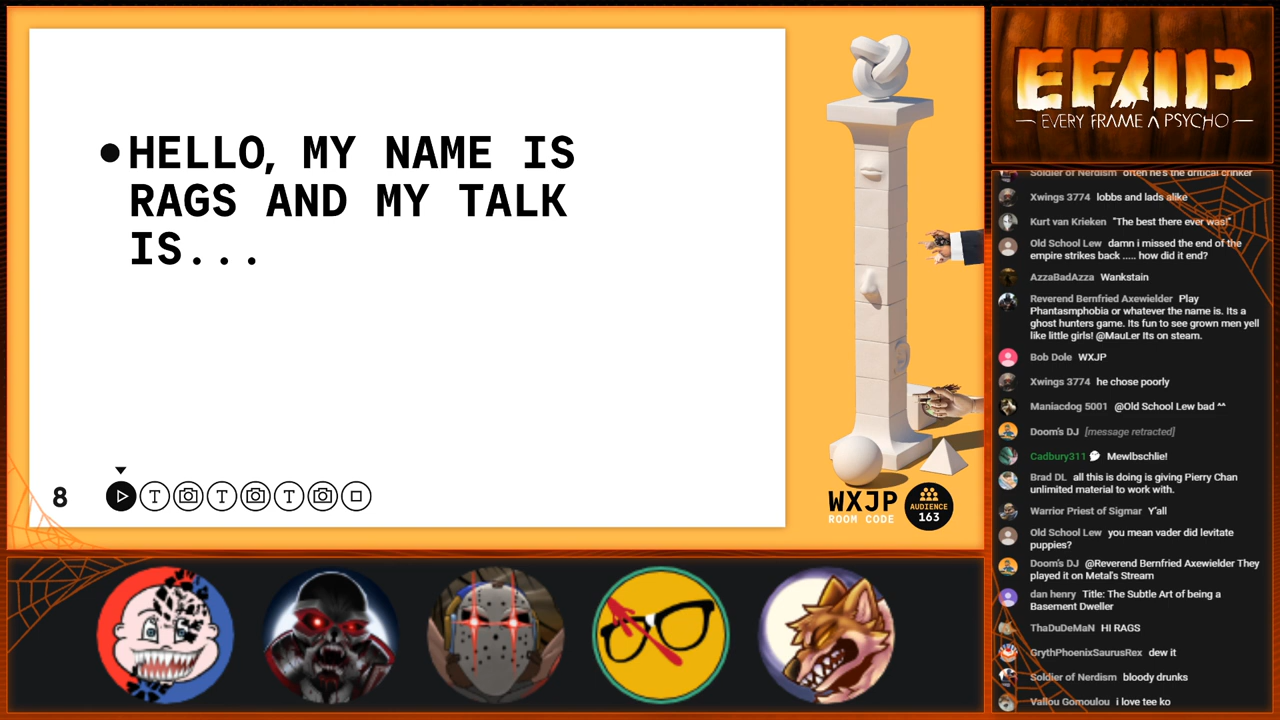 ● HELLO, MY NAME IS
RAGS AND MY TALK
IS...
8
T
T
T
WXJP
ROOM CODE
AUDIENCE
163
EFAP
EVERY FRAME A PSYCHO
Soldier of Nerdism often he's the dritical crinker
Xwings 3774 lobbs and lads alike
Kurt van Krieken "The best there ever was!"
Old School Lew damn i missed the end of the
empire strikes back ..... how did it end?
AzzaBadAzza Wankstain
Reverend Bernfried Axewielder Play
Phantasmphobia or whatever the name is. Its a
ghost hunters game. Its fun to see grown men yell
like little girls! @MauLer Its on steam.
Bob Dole WXJP
Xwings 3774 he chose poorly
Maniacdog 5001 @Old School Lew bad ^^
Doom's DJ [message retracted]
Cadbury311 Mewlbschlie!
Brad DL all this is doing is giving Pierry Chan
unlimited material to work with.
Warrior Priest of Sigmar Y'all
Old School Lew you mean vader did levitate
puppies?
Doom's DJ @Reverend Bernfried Axewielder They
played it on Metal's Stream
dan henry Title: The Subtle Art of being a
Basement Dweller
ThaDuDeMaN HI RAGS
GrythPhoenixSaurusRex dew it
Soldier of Nerdism bloody drunks
Vallou Gomoulou i love tee ko